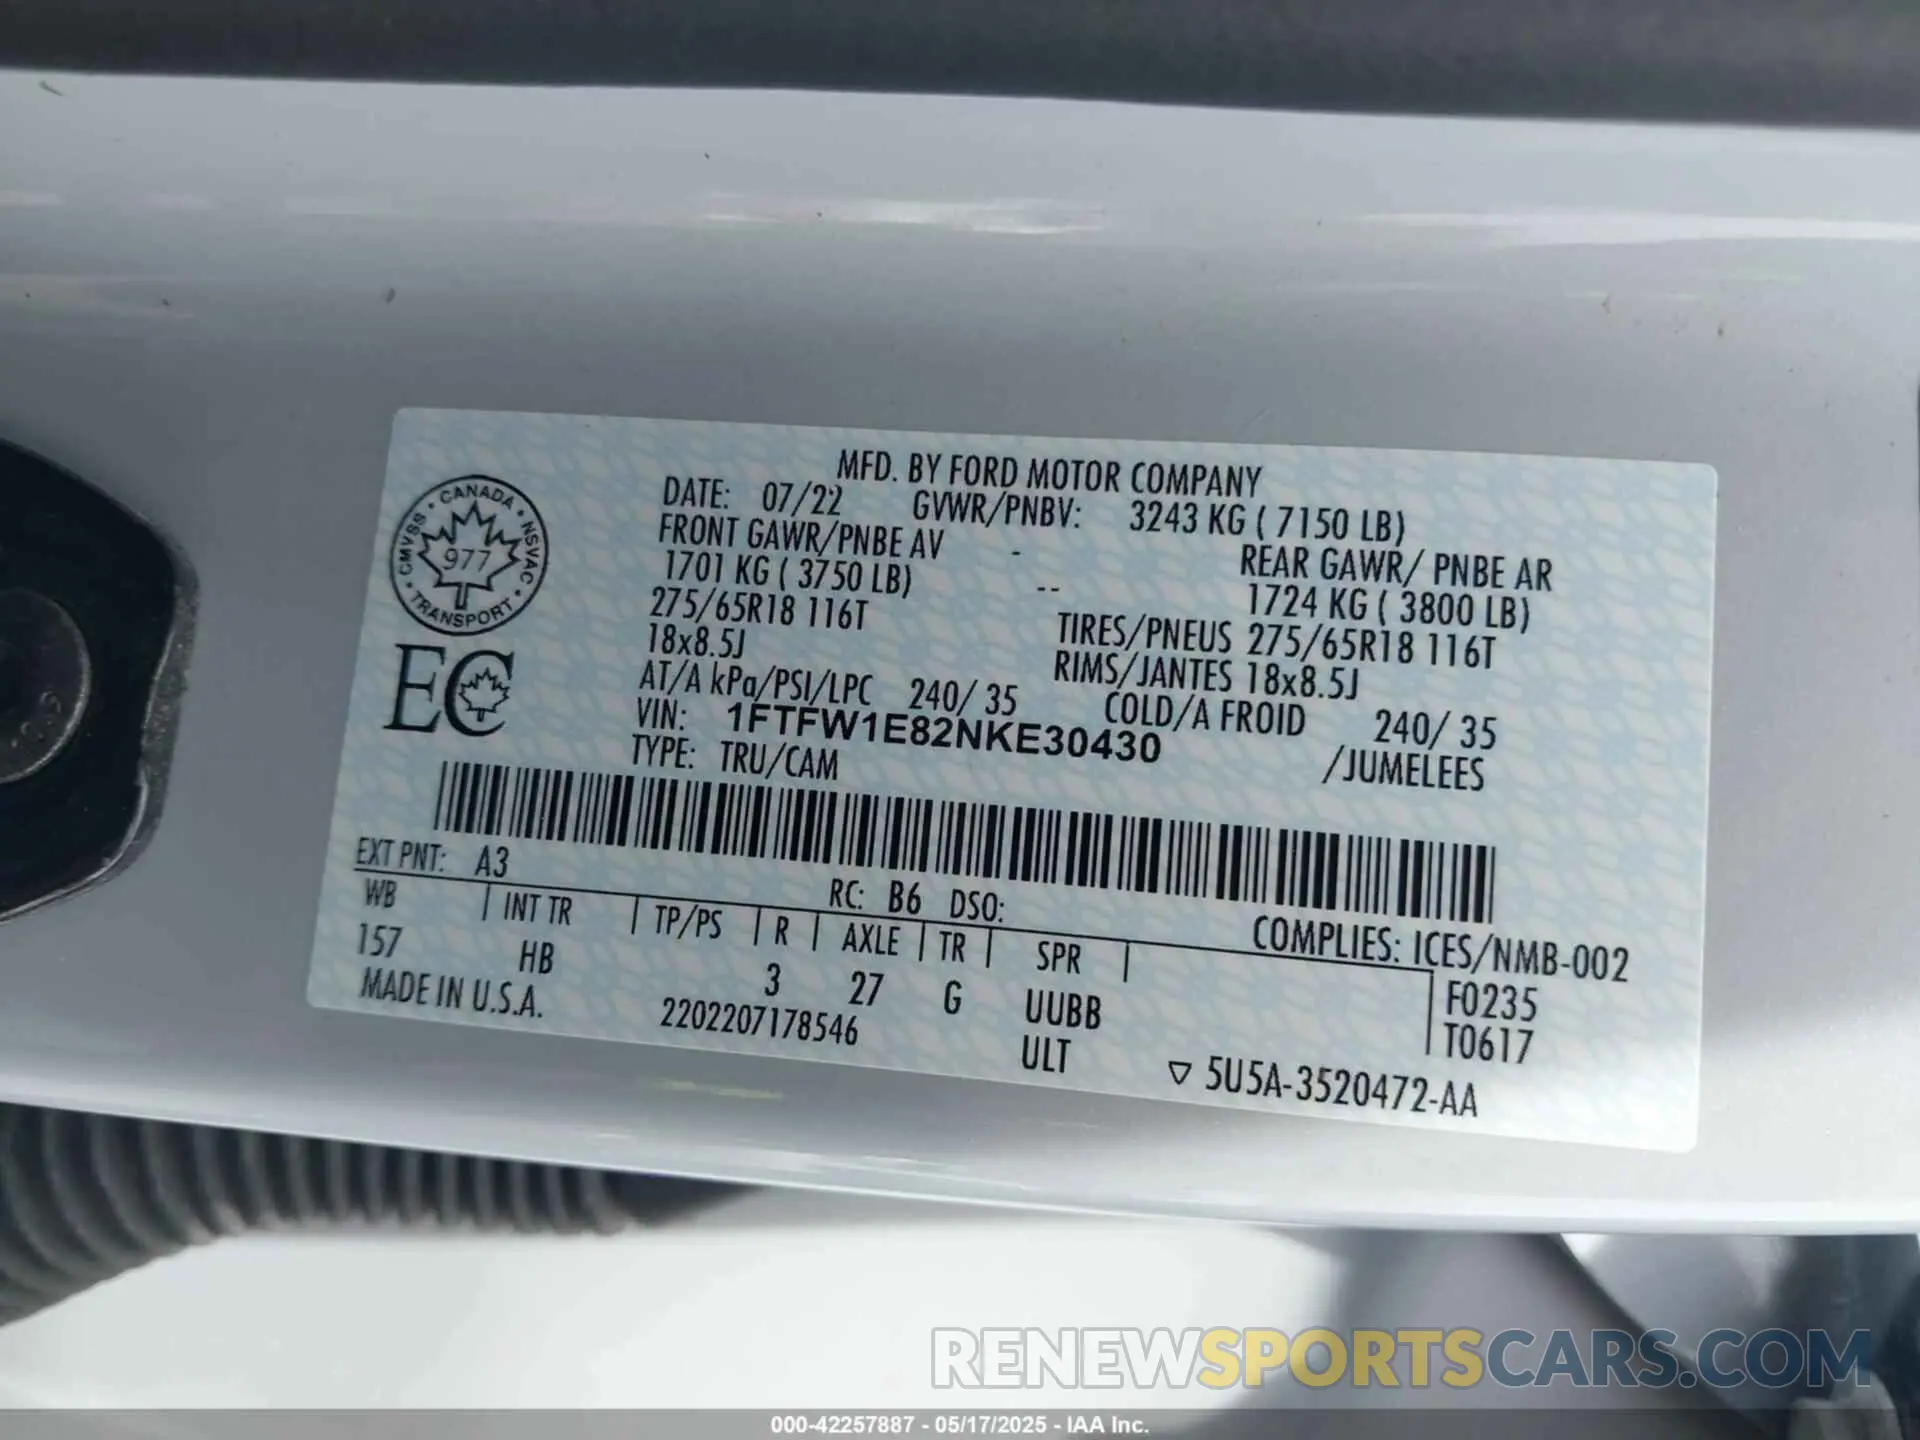 MFD. BY FORD MOTOR COMPANY
DATE: 07/22 GVWR/PNBV: 3243 KG ( 7150 LB)
FRONT GAWR/PNBE AV - REAR GAWR/ PNBE AR
1701 KG ( 3750 LB) -- 1724 KG ( 3800 LB)
275/65R18 116T TIRES/PNEUS 275/65R18 116T
18x8.5J RIMS/JANTES 18x8.5J
AT/A kPa/PSI/LPC 240/ 35 COLD/A FROID 240/ 35
VIN: 1FTFW1E82NKE30430 /JUMELEES
TYPE: TRU/CAM
CANADA
CMVSS
NSVAC
977
TRANSPORT
EC
EXT PNT: A3 RC: B6 DSO: COMPLIES: ICES/NMB-002
WB INT TR TP/PS R AXLE TR SPR F0235
157 HB 3 27 G UUBB T0617
MADE IN U.S.A. 2202207178546 ULT 5U5A-3520472-AA
RENEWSPORTSCARS.COM
000-42257887 - 05/17/2025 - IAA Inc.